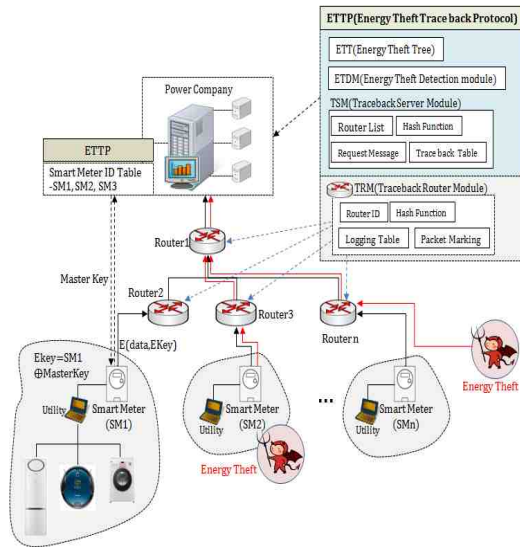 ETTP(Energy Theft Trace back Protocol)
ETT(Energy Theft Tree)
ETDM(Energy Theft Detection module)
TSM(TracebackServer Module)
Router List
Hash Function
Request Message
Trace back Table
TRM(Traceback Router Module)
Router ID
Hash Function
Logging Table
Packet Marking
Power Company
ETTP
Smart Meter ID Table
-SM1, SM2, SM3
Router1
Master Key
Router2
Router3
Router n
E(data,EKey)
Ekey=SM1
⊕MasterKey
Utility
Smart Meter
(SM1)
Utility
Smart Meter
(SM2)
Energy Theft
...
Utility
Smart Meter
(SMn)
Energy Theft